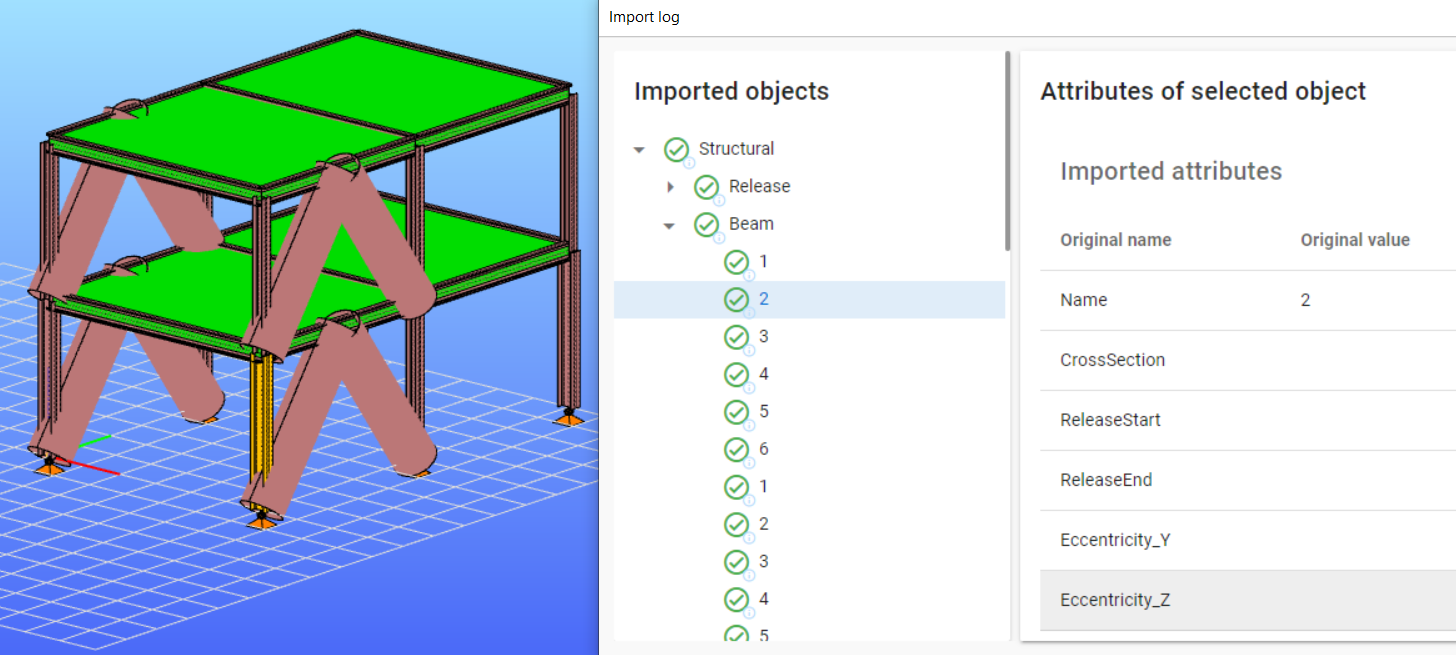 Import log
Imported objects
Structural
Release
Beam
1
2
3
4
5
6
1
2
3
4
5
Attributes of selected object
Imported attributes
Original name Original value
Name 2
CrossSection
ReleaseStart
ReleaseEnd
Eccentricity_Y
Eccentricity_Z